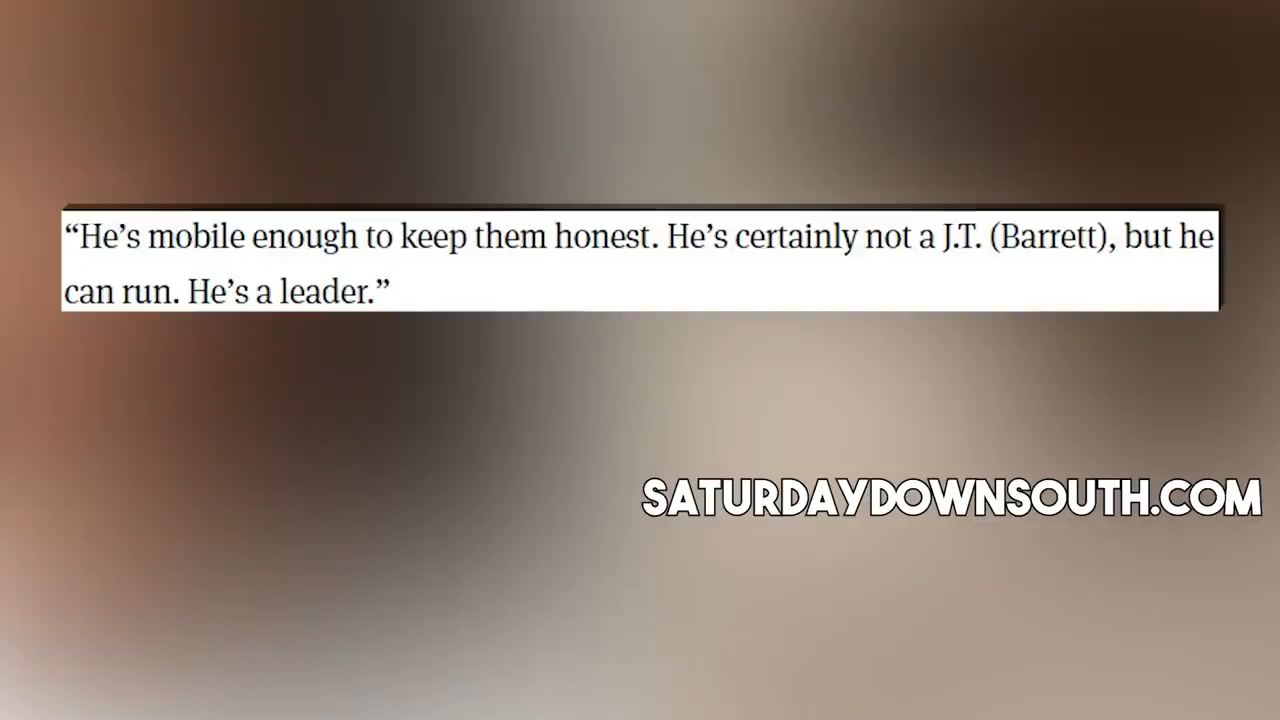 “He’s mobile enough to keep them honest. He’s certainly not a J.T. (Barrett), but he
can run. He’s a leader.”
SATURDAYDOWNSOUTH.COM